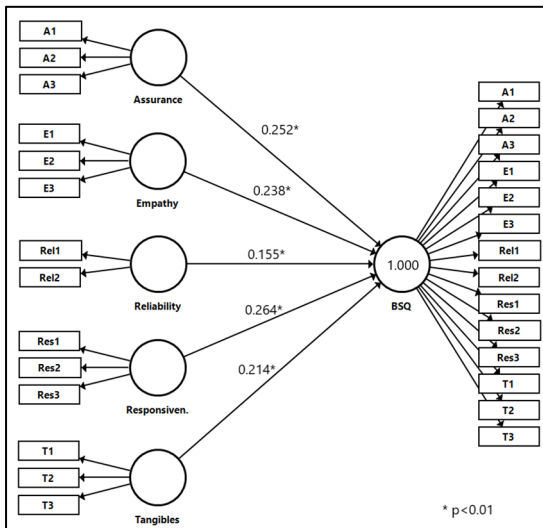 A1
A2
A3
Assurance
E1
E2
E3
Empathy
Rel1
Rel2
Reliability
Res1
Res2
Res3
Responsiven.
T1
T2
T3
Tangibles
0.252*
0.238*
0.155*
0.264*
0.214*
1.000
BSQ
A1
A2
A3
E1
E2
E3
Rel1
Rel2
Res1
Res2
Res3
T1
T2
T3
* p<0.01